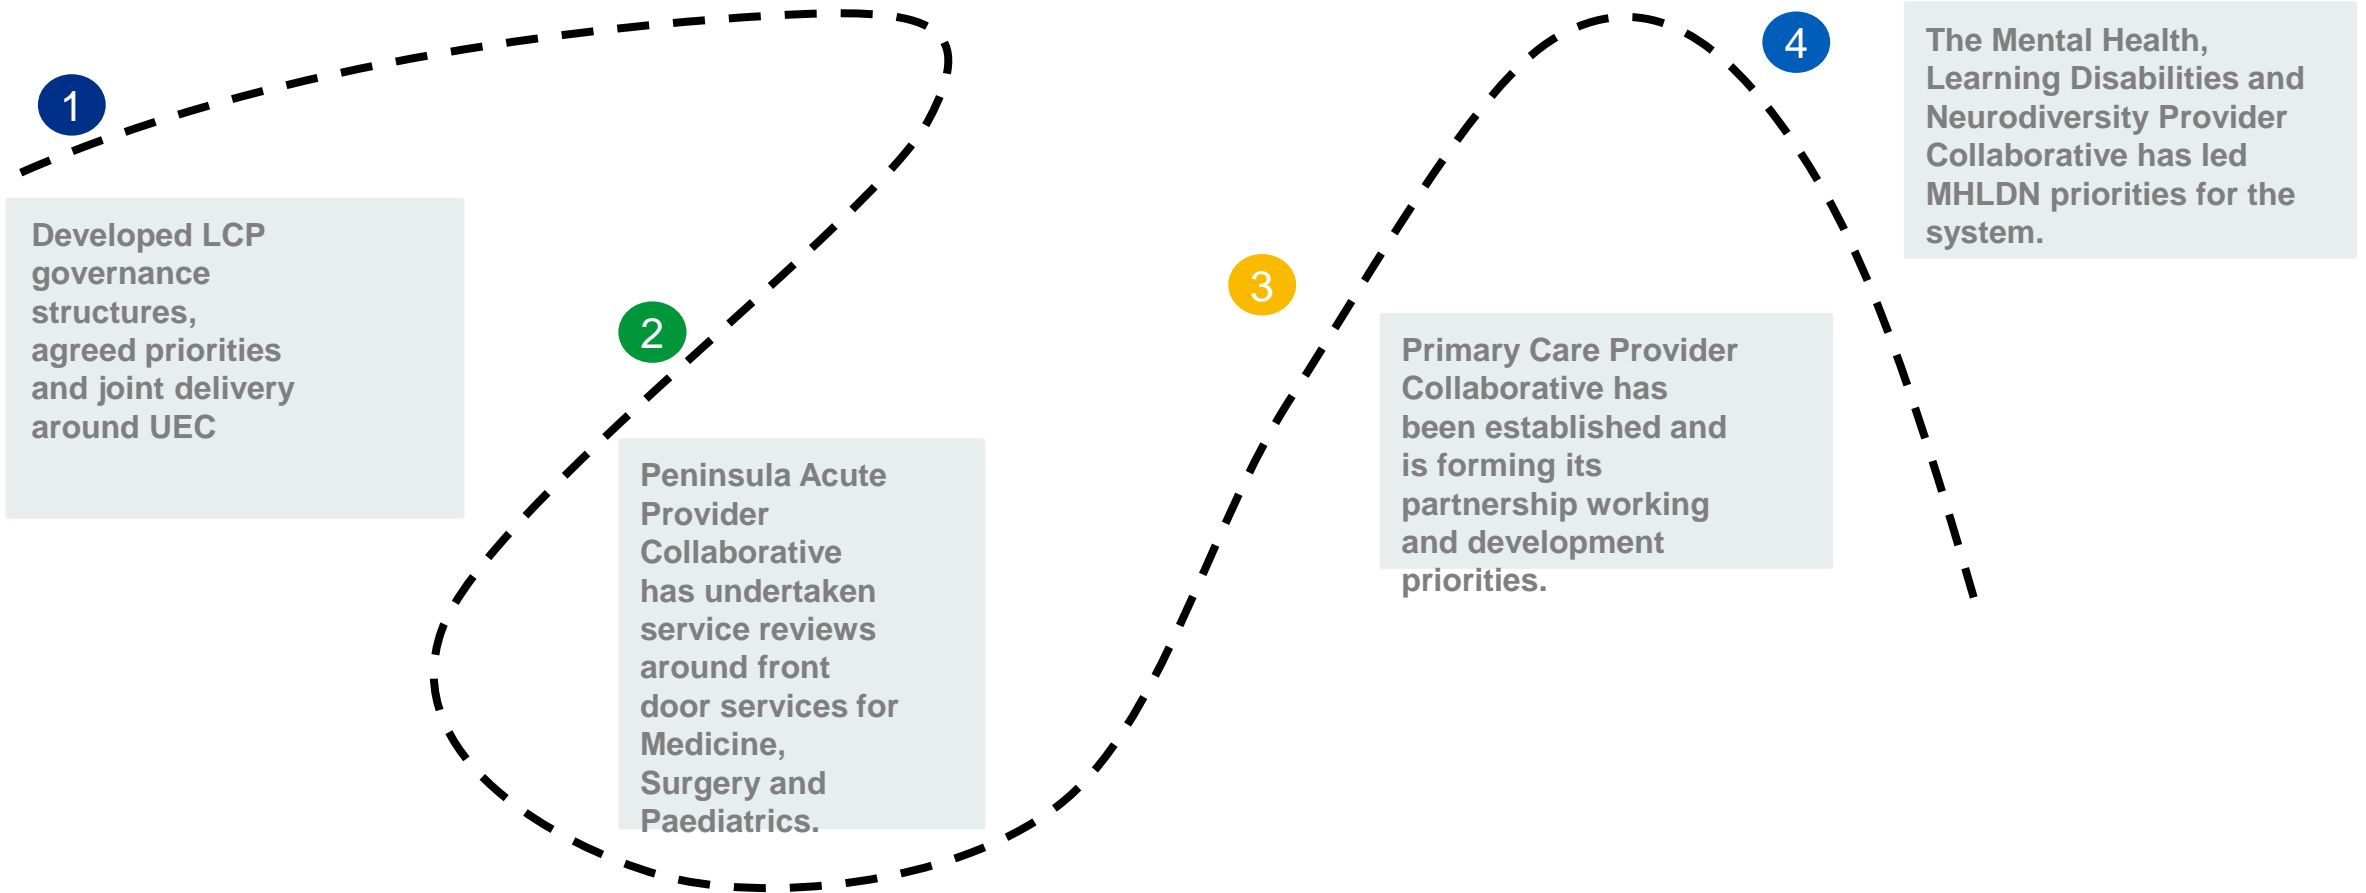 1
Developed LCP
governance
structures,
agreed priorities
and joint delivery
around UEC
2
Peninsula Acute
Provider
Collaborative
has undertaken
service reviews
around front
door services for
Medicine,
Surgery and
Paediatrics.
3
Primary Care Provider
Collaborative has
been established and
is forming its
partnership working
and development
priorities.
4
The Mental Health,
Learning Disabilities and
Neurodiversity Provider
Collaborative has led
MHLDN priorities for the
system.